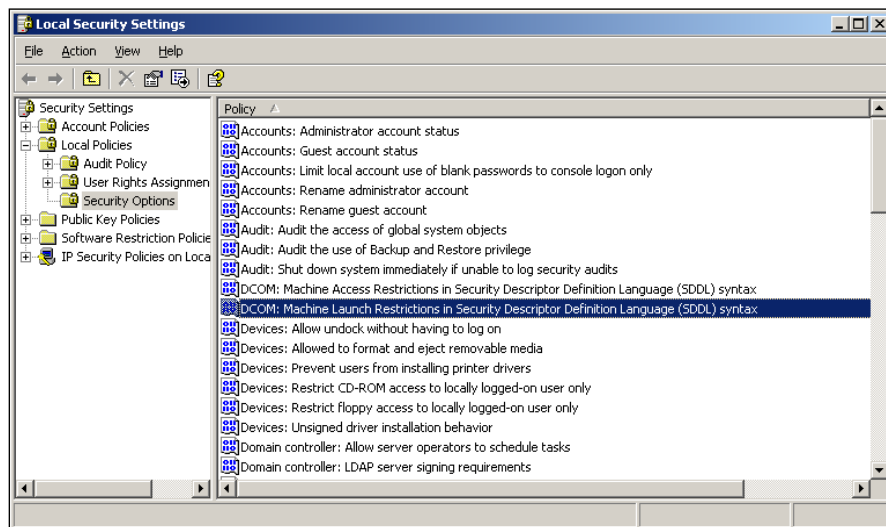 Local Security Settings
File Action View Help
Security Settings
Account Policies
Local Policies
Audit Policy
User Rights Assignmen
Security Options
Public Key Policies
Software Restriction Policie
IP Security Policies on Loca
Policy
Accounts: Administrator account status
Accounts: Guest account status
Accounts: Limit local account use of blank passwords to console logon only
Accounts: Rename administrator account
Accounts: Rename guest account
Audit: Audit the access of global system objects
Audit: Audit the use of Backup and Restore privilege
Audit: Shut down system immediately if unable to log security audits
DCOM: Machine Access Restrictions in Security Descriptor Definition Language (SDDL) syntax
DCOM: Machine Launch Restrictions in Security Descriptor Definition Language (SDDL) syntax
Devices: Allow undock without having to log on
Devices: Allowed to format and eject removable media
Devices: Prevent users from installing printer drivers
Devices: Restrict CD-ROM access to locally logged-on user only
Devices: Restrict floppy access to locally logged-on user only
Devices: Unsigned driver installation behavior
Domain controller: Allow server operators to schedule tasks
Domain controller: LDAP server signing requirements